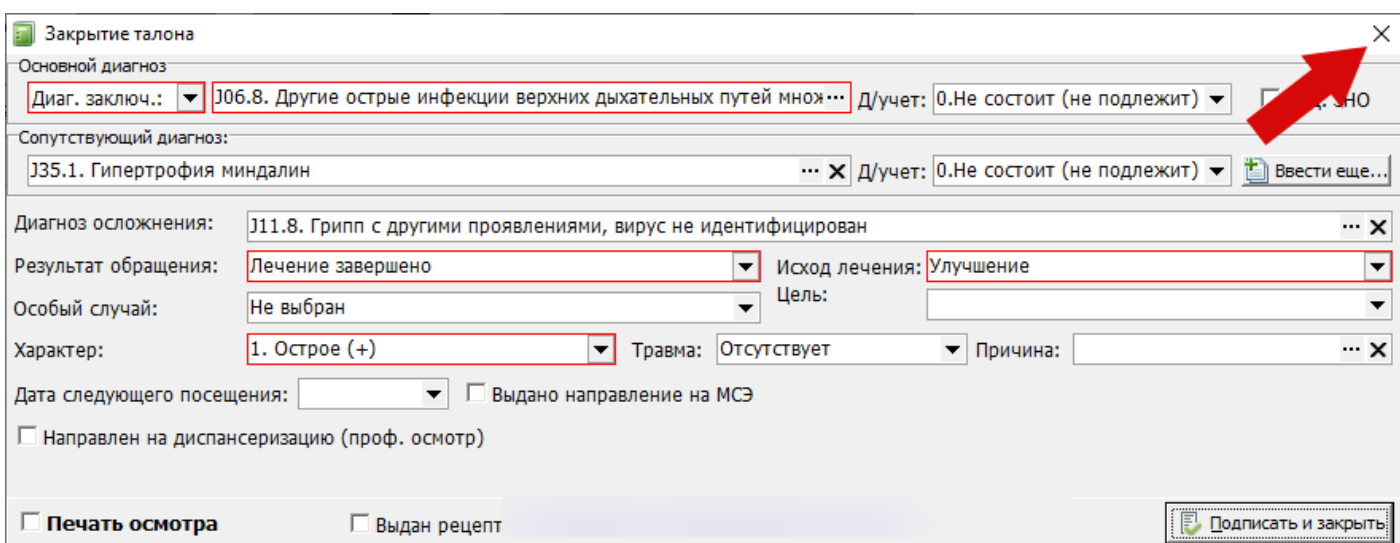 Закрытие талона
Основной диагноз
Диаг. заключ.: J06.8. Другие острые инфекции верхних дыхательных путей множ... Д/учет: 0.Не состоит (не подлежит) ЗНО
Сопутствующий диагноз:
J35.1. Гипертрофия миндалин ... Д/учет: 0.Не состоит (не подлежит) Ввести еще...
Диагноз осложнения: J11.8. Грипп с другими проявлениями, вирус не идентифицирован ...
Результат обращения: Лечение завершено Исход лечения: Улучшение
Особый случай: Не выбран Цель:
Характер: 1. Острое (+) Травма: Отсутствует Причина: ...
Дата следующего посещения: Выдано направление на МСЭ
Направлен на диспансеризацию (проф. осмотр)
Печать осмотра Выдан рецепт Подписать и закрыть